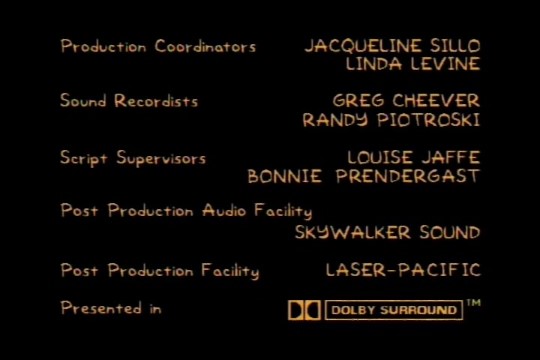 Production Coordinators JACQUELINE SILLO
LINDA LEVINE
Sound Recordists GREG CHEEVER
RANDY PIOTROSKI
Script Supervisors LOUISE JAFFE
BONNIE PRENDERGAST
Post Production Audio Facility
SKYWALKER SOUND
Post Production Facility LASER-PACIFIC
Presented in DOLBY SURROUND™